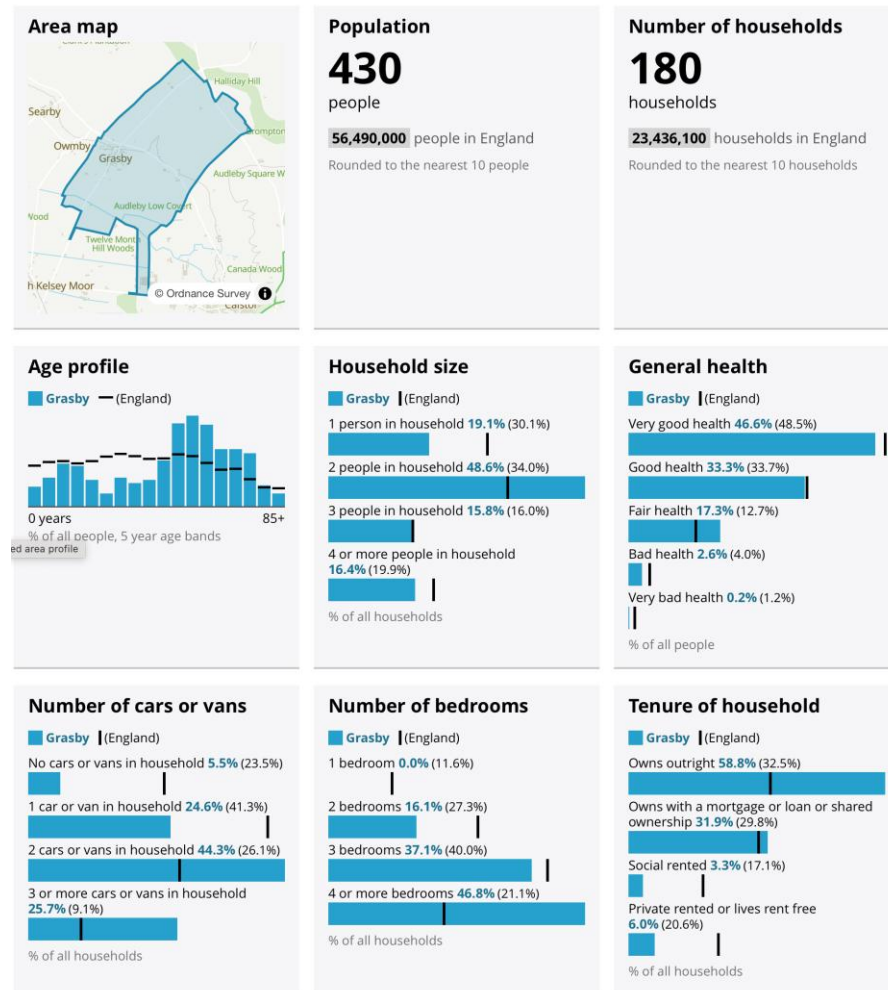 Area map
Halliday Hill
Searby
Owmby
Grasby
Audleby Square W
Audleby Low Covert
Twelve Month
Hill Woods
Canada Wood
h Kelsey Moor
© Ordnance Survey
Population
430
people
56,490,000 people in England
Rounded to the nearest 10 people
Number of households
180
households
23,436,100 households in England
Rounded to the nearest 10 households
Age profile
Grasby (England)
0 years 85+
% of all people, 5 year age bands
ed area profile
Household size
Grasby (England)
1 person in household 19.1% (30.1%)
2 people in household 48.6% (34.0%)
3 people in household 15.8% (16.0%)
4 or more people in household
16.4% (19.9%)
% of all households
General health
Grasby (England)
Very good health 46.6% (48.5%)
Good health 33.3% (33.7%)
Fair health 17.3% (12.7%)
Bad health 2.6% (4.0%)
Very bad health 0.2% (1.2%)
% of all people
Number of cars or vans
Grasby (England)
No cars or vans in household 5.5% (23.5%)
1 car or van in household 24.6% (41.3%)
2 cars or vans in household 44.3% (26.1%)
3 or more cars or vans in household
25.7% (9.1%)
% of all households
Number of bedrooms
Grasby (England)
1 bedroom 0.0% (11.6%)
2 bedrooms 16.1% (27.3%)
3 bedrooms 37.1% (40.0%)
4 or more bedrooms 46.8% (21.1%)
% of all households
Tenure of household
Grasby (England)
Owns outright 58.8% (32.5%)
Owns with a mortgage or loan or shared
ownership 31.9% (29.8%)
Social rented 3.3% (17.1%)
Private rented or lives rent free
6.0% (20.6%)
% of all households